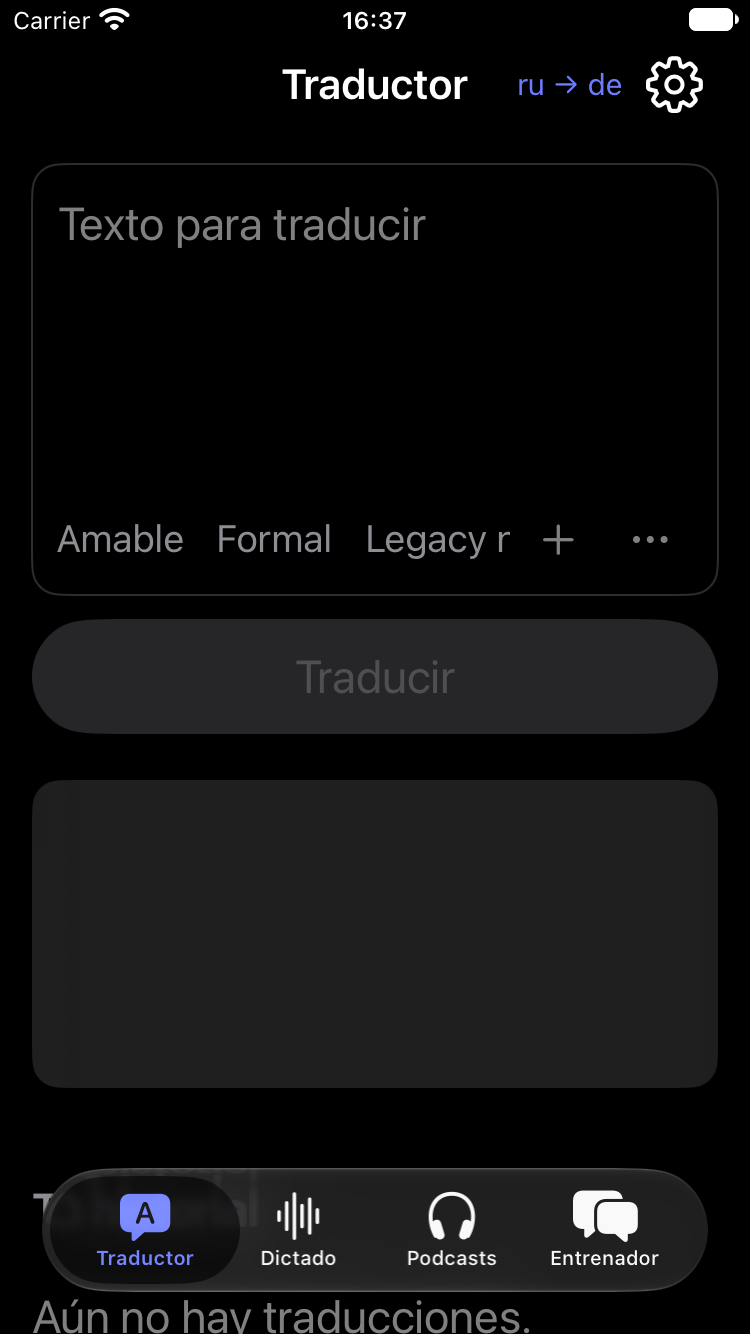 Carrier 16:37
Traductor ru → de
Texto para traducir
Amable Formal Legacy r + ...
Traducir
Traductor Dictado Podcasts Entrenador
Aún no hay traducciones.